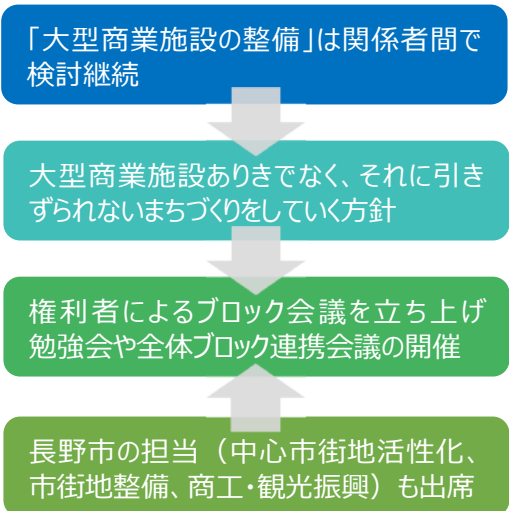 「大型商業施設の整備」は関係者間で
検討継続
大型商業施設ありきでなく、それに引き
ずられないまちづくりをしていく方針
権利者によるブロック会議を立ち上げ
勉強会や全体ブロック連携会議の開催
長野市の担当（中心市街地活性化、
市街地整備、商工・観光振興）も出席